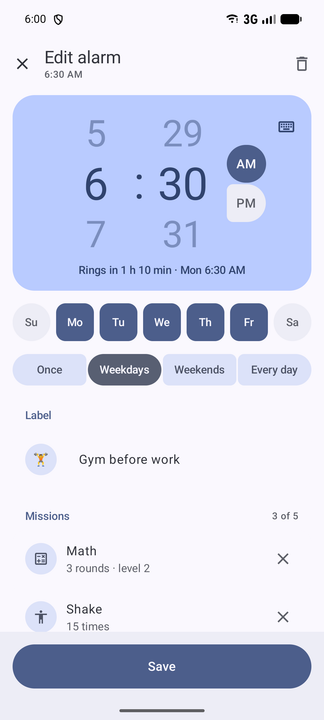 6:00
3G
Edit alarm
6:30 AM
5 29
6 : 30
7 31
AM
PM
Rings in 1 h 10 min · Mon 6:30 AM
Su Mo Tu We Th Fr Sa
Once Weekdays Weekends Every day
Label
Gym before work
Missions 3 of 5
Math
3 rounds · level 2
Shake
15 times
Save